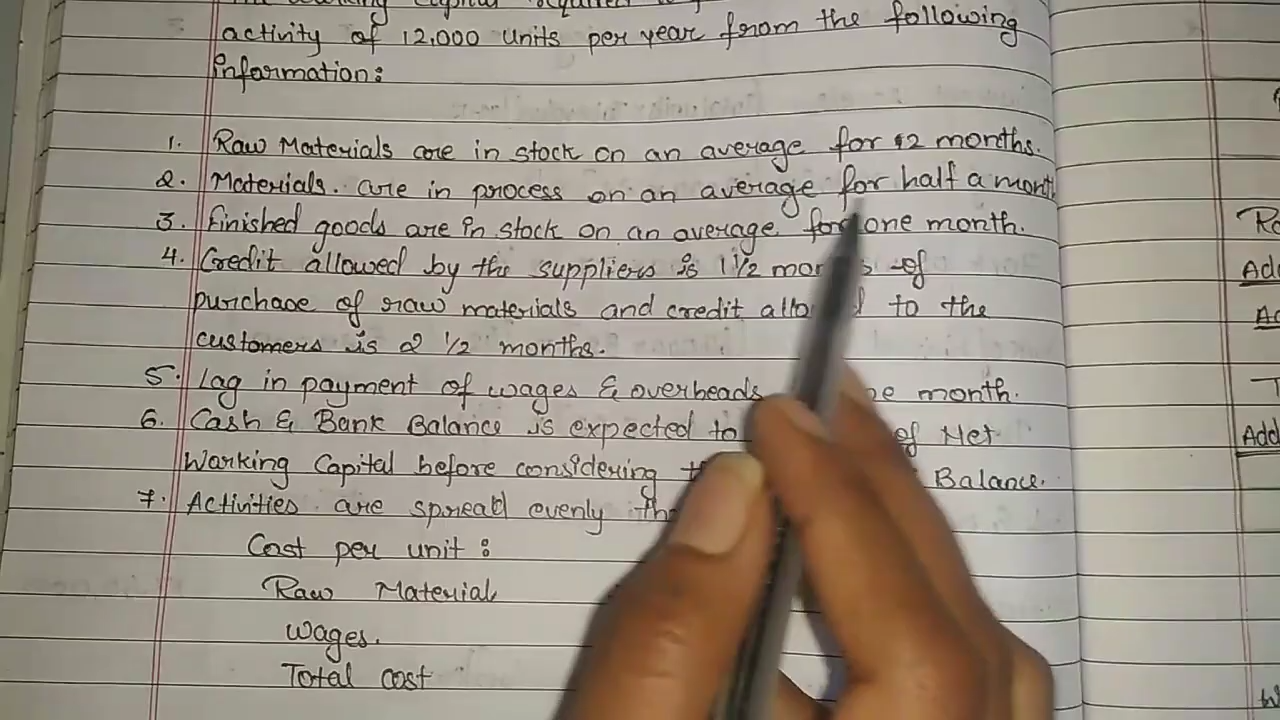 activity of 12,000 units per year from the following
information:
1. Raw Materials are in stock on an average for 2 months.
2. Materials are in process on an average for half a month
3. Finished goods are in stock on an average for one month.
4. Credit allowed by the suppliers is 1 1/2 of
purchase of raw materials and credit to the
customers is 2 1/2 months.
5. Lag in payment of wages & overheads month.
6. Cash & Bank Balance is expected to of Net
Working Capital before considering Balance.
7. Activities are spread evenly
Cost per unit:
Raw Material
Wages.
Total cost
Add